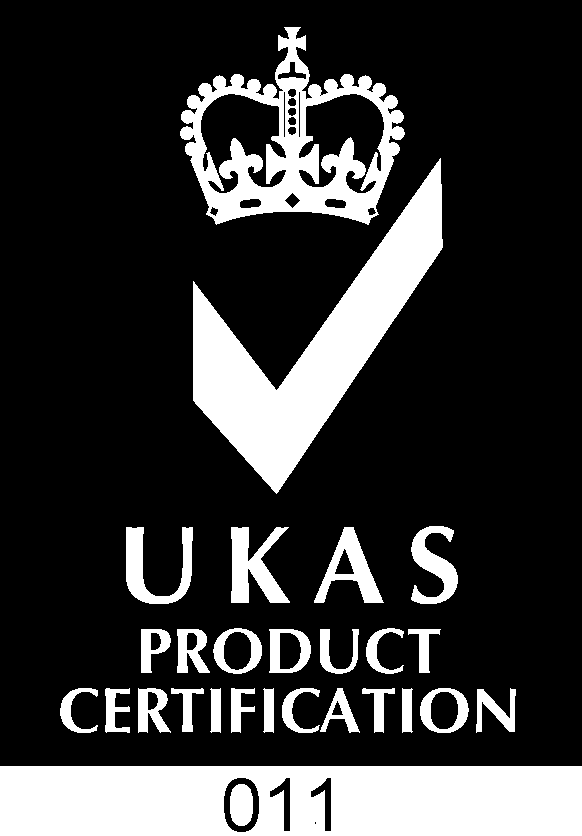 UKAS
PRODUCT
CERTIFICATION
011